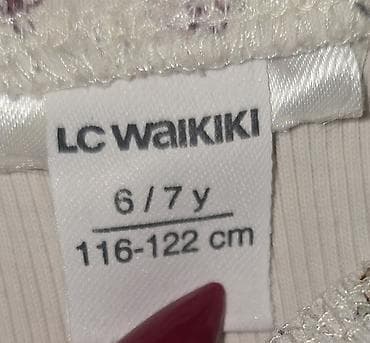 LC WAIKIKI
6 / 7 y
116-122 cm